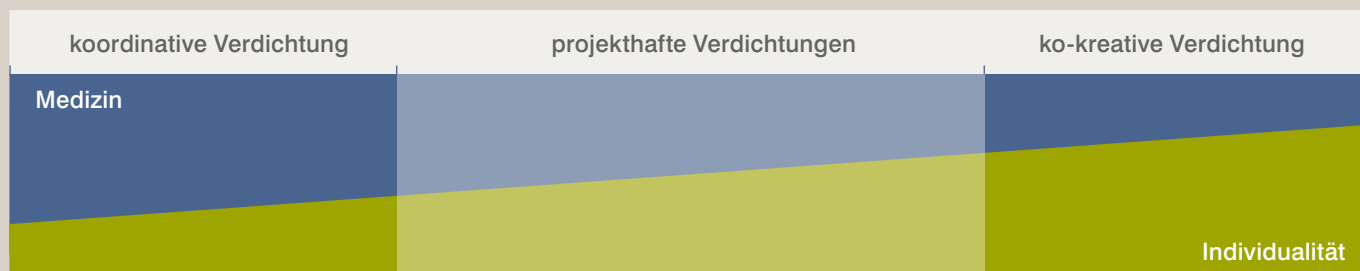 koordinative Verdichtung
projekthafte Verdichtungen
ko-kreative Verdichtung
Medizin
Individualität